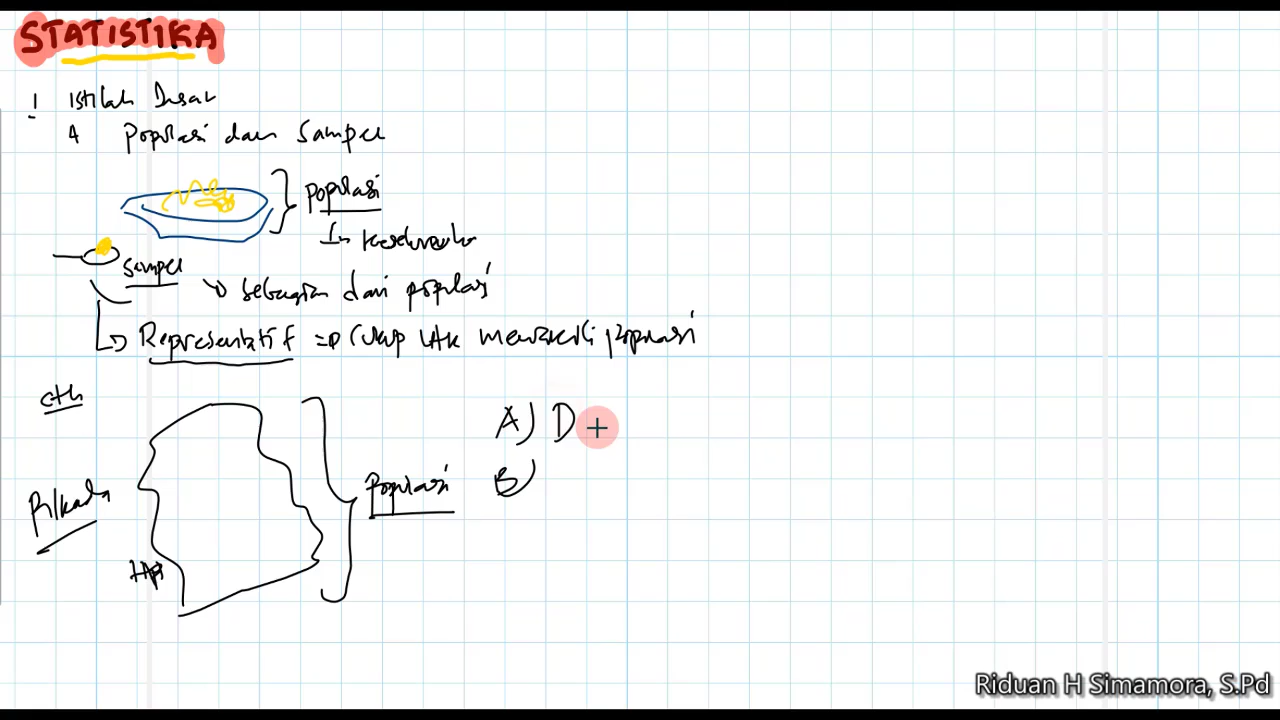 STATISTIKA
1 Istilah Dasar
A Populasi dan Sampel
Populasi
Keseluruhan
Sampel
sebagian dari populasi
Representatif => Cukup utk mewakili populasi
cth
Pilkada
Populasi
A) D
B)
Riduan H Simamora, S.Pd